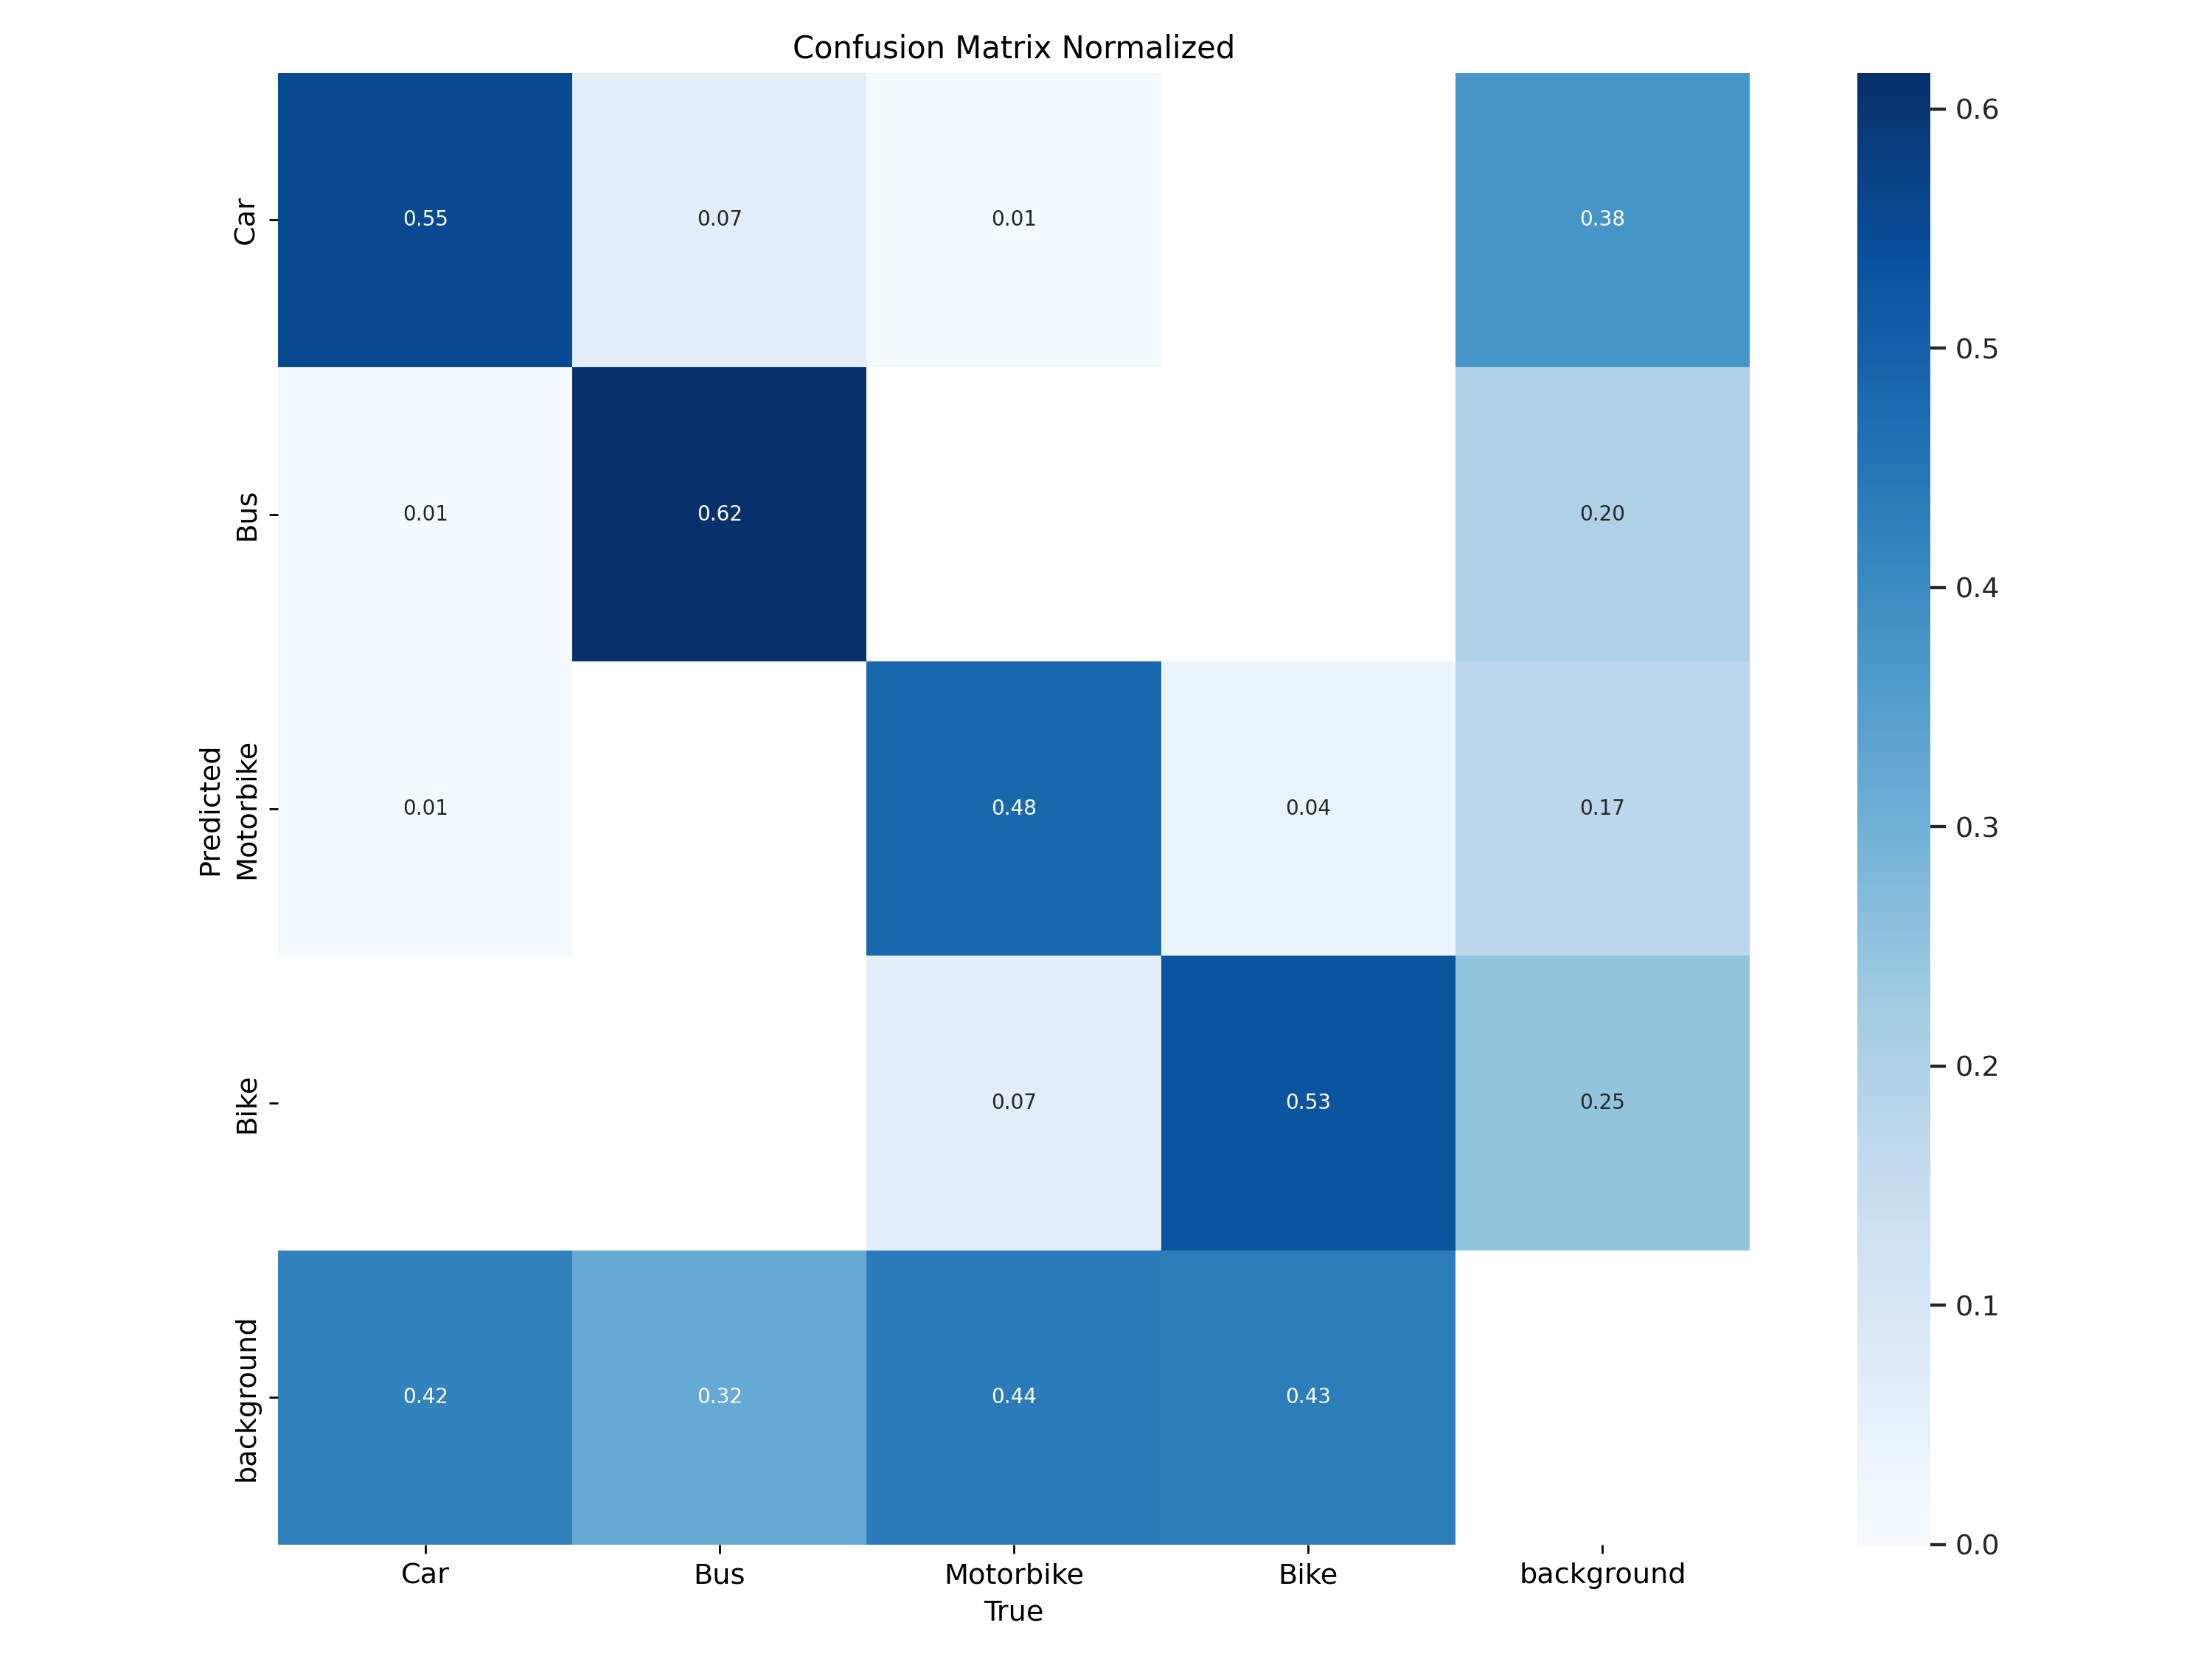 Confusion Matrix Normalized
Car 0.55 0.07 0.01 0.38
Bus 0.01 0.62 0.20
Predicted
Motorbike 0.01 0.48 0.04 0.17
Bike 0.07 0.53 0.25
background 0.42 0.32 0.44 0.43
Car Bus Motorbike Bike background
True
0.6
0.5
0.4
0.3
0.2
0.1
0.0